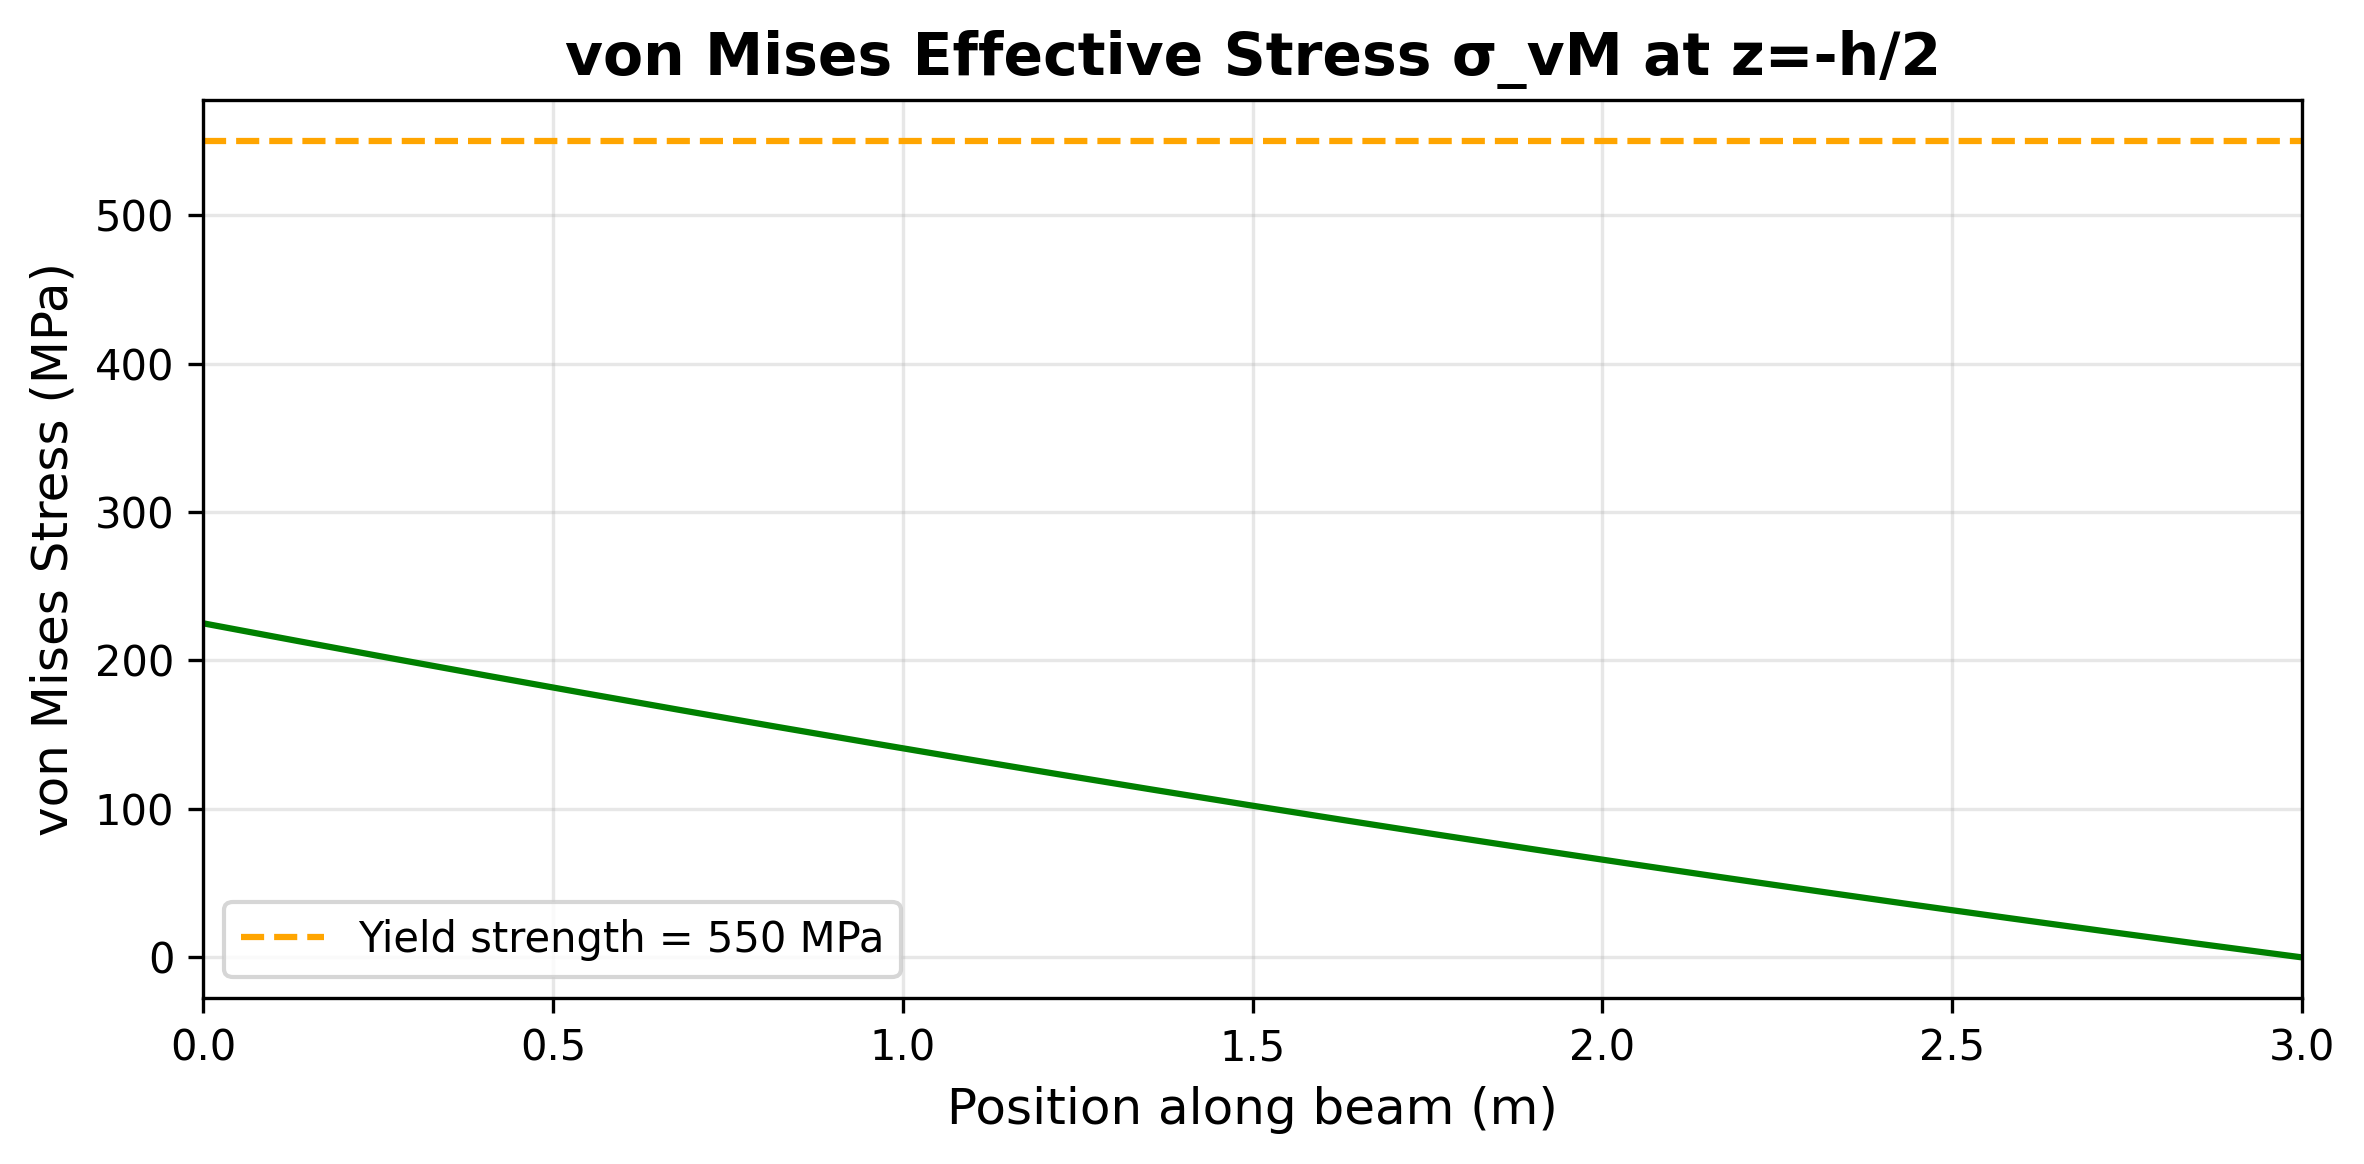 von Mises Effective Stress σ_vM at z=-h/2
von Mises Stress (MPa)
500
400
300
200
100
0
Yield strength = 550 MPa
0.0 0.5 1.0 1.5 2.0 2.5 3.0
Position along beam (m)